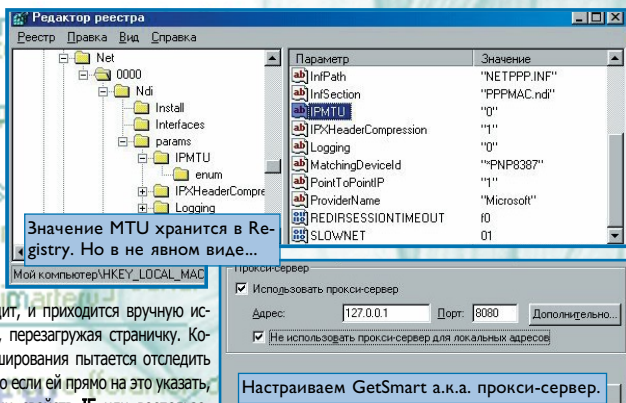 Редактор реестра
Реестр Правка Вид Справка
Net
0000
Ndi
Install
Interfaces
params
IPMTU
enum
IPXHeaderCompre
Logging
Параметр Значение
InfPath "NETPPP.INF"
InfSection "PPPMAC.ndi"
IPMTU "0"
IPXHeaderCompression "1"
Logging "0"
MatchingDeviceId "*PNP8387"
PointToPointIP "1"
ProviderName "Microsoft"
REDIRSESSIONTIMEOUT f0
SLOWNET 01
Значение MTU хранится в Re-
gistry. Но в не явном виде...
Мой компьютер\HKEY_LOCAL_MAC
дит, и приходится вручную ис-
, перезагружая страничку. Ко-
ширования пытается отследить
о если ей прямо на это указать,
Прокси-сервер
Использовать прокси-сервер
Адрес: 127.0.0.1 Порт: 8080 Дополнительно...
Не использовать прокси-сервер для локальных адресов
Настраиваем GetSmart a.k.a. прокси-сервер.